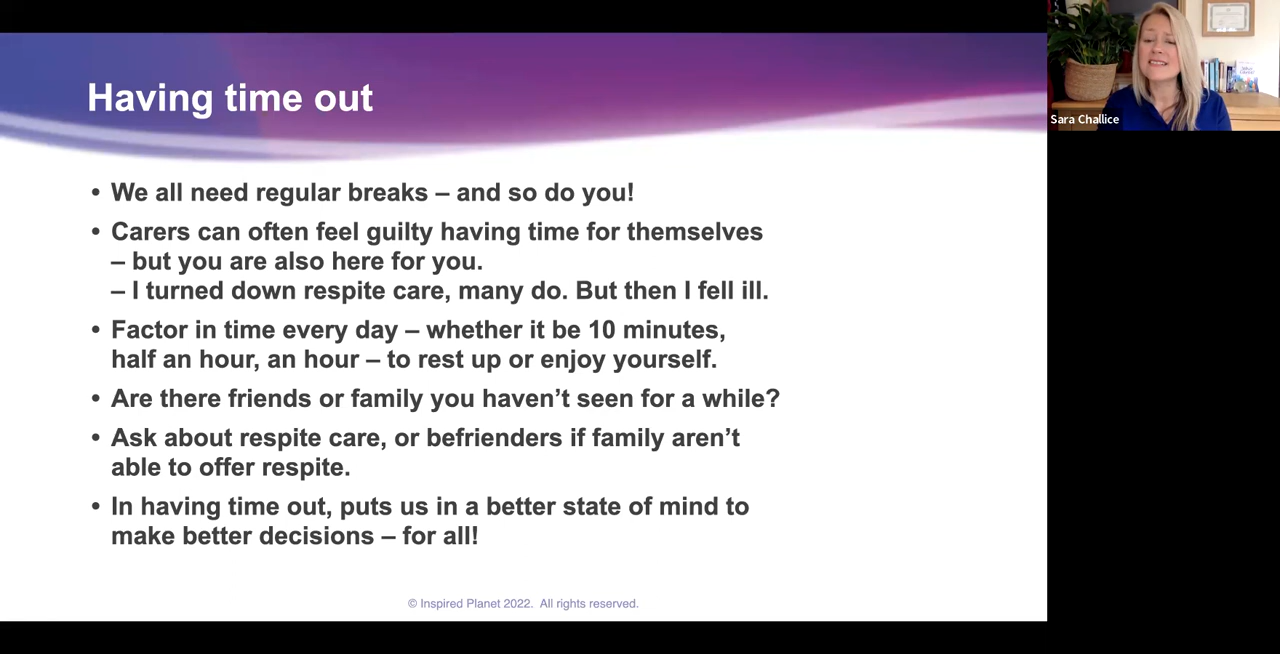 Having time out
• We all need regular breaks – and so do you!
• Carers can often feel guilty having time for themselves
– but you are also here for you.
– I turned down respite care, many do. But then I fell ill.
• Factor in time every day – whether it be 10 minutes,
half an hour, an hour – to rest up or enjoy yourself.
• Are there friends or family you haven’t seen for a while?
• Ask about respite care, or befrienders if family aren’t
able to offer respite.
• In having time out, puts us in a better state of mind to
make better decisions – for all!
© Inspired Planet 2022.  All rights reserved.
Sara Challice